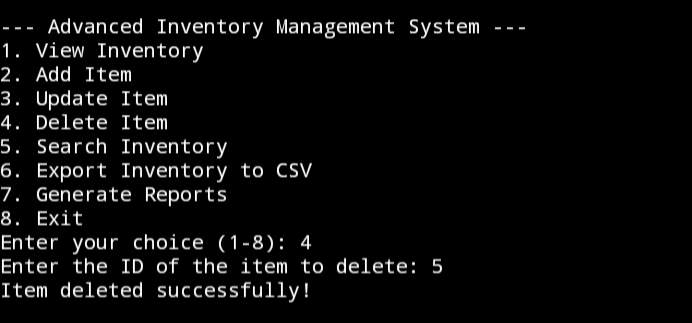 --- Advanced Inventory Management System ---
1. View Inventory
2. Add Item
3. Update Item
4. Delete Item
5. Search Inventory
6. Export Inventory to CSV
7. Generate Reports
8. Exit
Enter your choice (1-8): 4
Enter the ID of the item to delete: 5
Item deleted successfully!